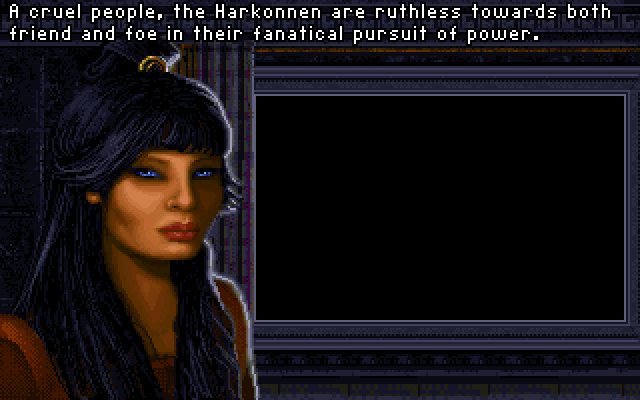 A cruel people, the Harkonnen are ruthless towards both
friend and foe in their fanatical pursuit of power.